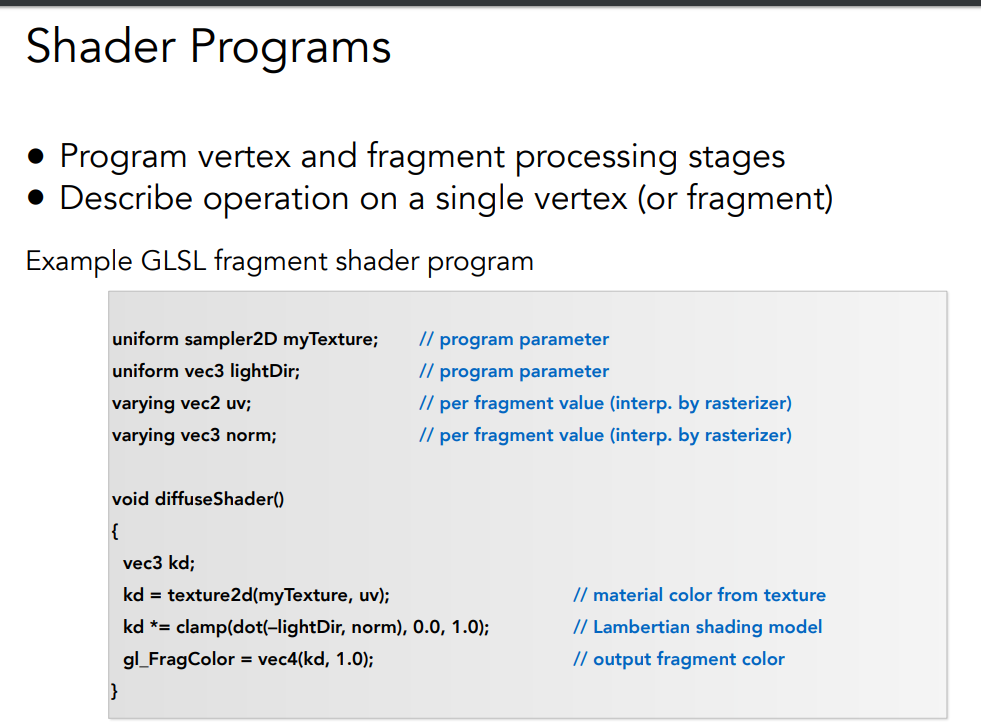 Shader Programs
● Program vertex and fragment processing stages
● Describe operation on a single vertex (or fragment)
Example GLSL fragment shader program
uniform sampler2D myTexture; // program parameter
uniform vec3 lightDir; // program parameter
varying vec2 uv; // per fragment value (interp. by rasterizer)
varying vec3 norm; // per fragment value (interp. by rasterizer)
void diffuseShader()
{
vec3 kd;
kd = texture2d(myTexture, uv); // material color from texture
kd *= clamp(dot(–lightDir, norm), 0.0, 1.0); // Lambertian shading model
gl_FragColor = vec4(kd, 1.0); // output fragment color
}